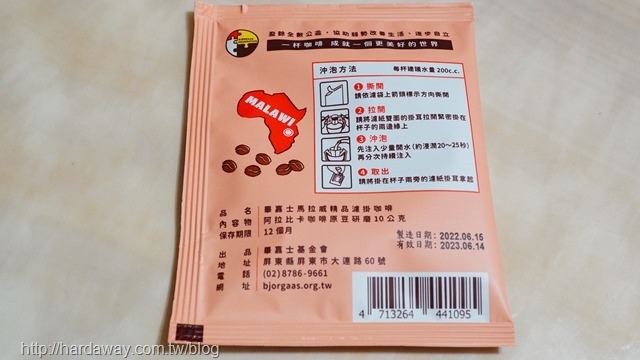 盈餘全數公益，協助弱勢改善生活、進步自立
一杯咖啡 成就一個更美好的世界
沖泡方法 每杯建議水量 200c.c.
1 撕開
請依濾袋上箭頭標示方向撕開
2 拉開
請將濾紙雙面的掛耳拉開緊密掛在
杯子的兩邊緣上
3 沖泡
先注入少量開水(約浸潤20～25秒)
再分次持續注入
4 取出
請將掛在杯子兩旁的濾紙掛耳拿起
MALAWI
品名 畢嘉士馬拉威精品濾掛咖啡
內容物 阿拉比卡咖啡原豆研磨10公克
保存期限 12個月
製造日期: 2022.06.15
有效日期: 2023.06.14
出品 畢嘉士基金會
地址 屏東縣屏東市大連路60號
電話 (02) 8786-9661
網址 bjorgaas.org.tw
4 713264 441095
http://hardaway.com.tw/blog